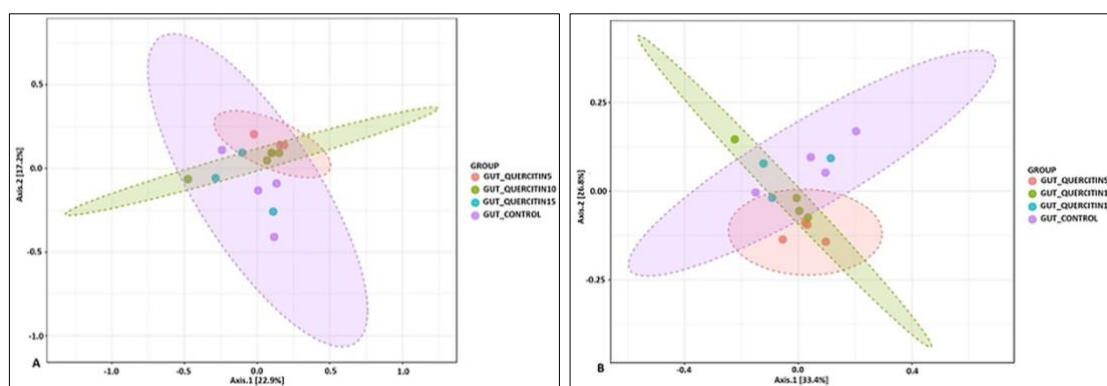 0.5
0.0
-0.5
-1.0
Axis.2 [17.2%]
-1.0
-0.5
0.0
0.5
1.0
Axis.1 [22.9%]
A
GROUP
GUT_QUERCITIN5
GUT_QUERCITIN10
GUT_QUERCITIN15
GUT_CONTROL
0.25
0.00
-0.25
Axis.2 [26.8%]
-0.4
0.0
0.4
Axis.1 [33.4%]
B
GROUP
GUT_QUERCITIN5
GUT_QUERCITIN1
GUT_QUERCITIN1
GUT_CONTROL